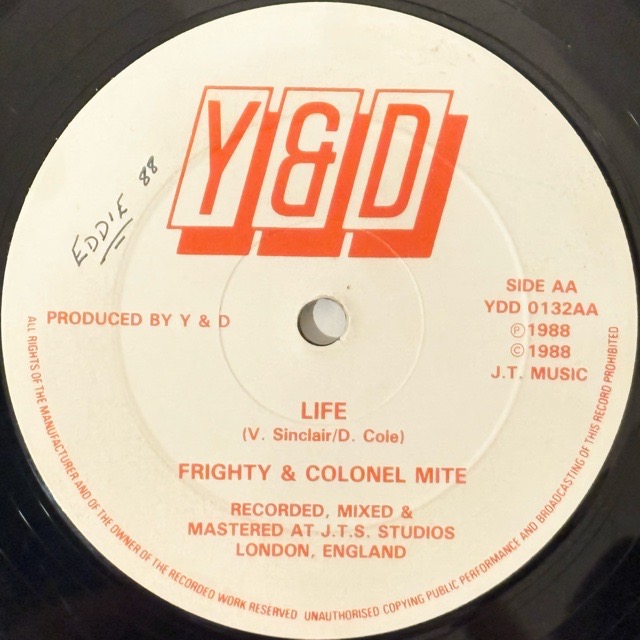 Y&D
EDDIE 88
PRODUCED BY Y & D
SIDE AA
YDD 0132AA
℗ 1988
© 1988
J.T. MUSIC
LIFE
(V. Sinclair/D. Cole)
FRIGHTY & COLONEL MITE
RECORDED, MIXED &
MASTERED AT J.T.S. STUDIOS
LONDON, ENGLAND
ALL RIGHTS OF THE MANUFACTURER AND OF THE OWNER OF THE RECORDED WORK RESERVED UNAUTHORISED COPYING PUBLIC PERFORMANCE AND BROADCASTING OF THIS RECORD PROHIBITED